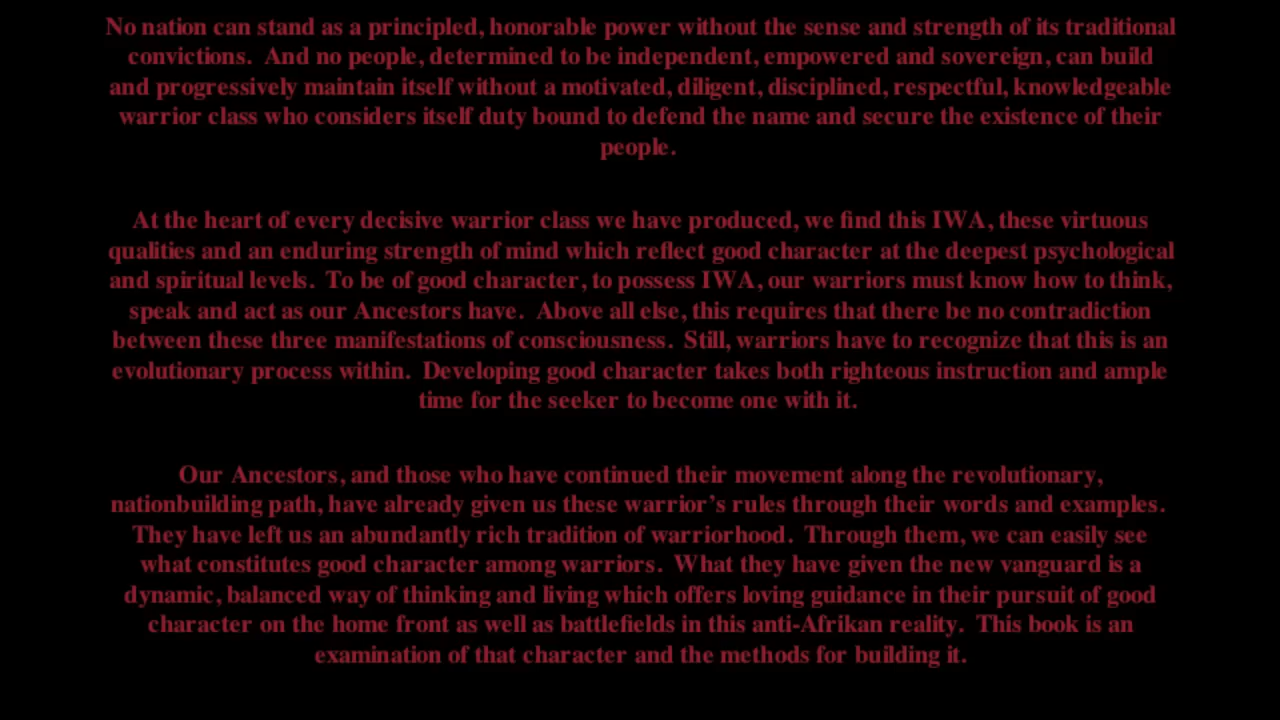 No nation can stand as a principled, honorable power without the sense and strength of its traditional
convictions.  And no people, determined to be independent, empowered and sovereign, can build
and progressively maintain itself without a motivated, diligent, disciplined, respectful, knowledgeable
warrior class who considers itself duty bound to defend the name and secure the existence of their
people.
At the heart of every decisive warrior class we have produced, we find this IWA, these virtuous
qualities and an enduring strength of mind which reflect good character at the deepest psychological
and spiritual levels.  To be of good character, to possess IWA, our warriors must know how to think,
speak and act as our Ancestors have.  Above all else, this requires that there be no contradiction
between these three manifestations of consciousness.  Still, warriors have to recognize that this is an
evolutionary process within.  Developing good character takes both righteous instruction and ample
time for the seeker to become one with it.
Our Ancestors, and those who have continued their movement along the revolutionary,
nationbuilding path, have already given us these warrior’s rules through their words and examples.
They have left us an abundantly rich tradition of warriorhood.  Through them, we can easily see
what constitutes good character among warriors.  What they have given the new vanguard is a
dynamic, balanced way of thinking and living which offers loving guidance in their pursuit of good
character on the home front as well as battlefields in this anti-Afrikan reality.  This book is an
examination of that character and the methods for building it.